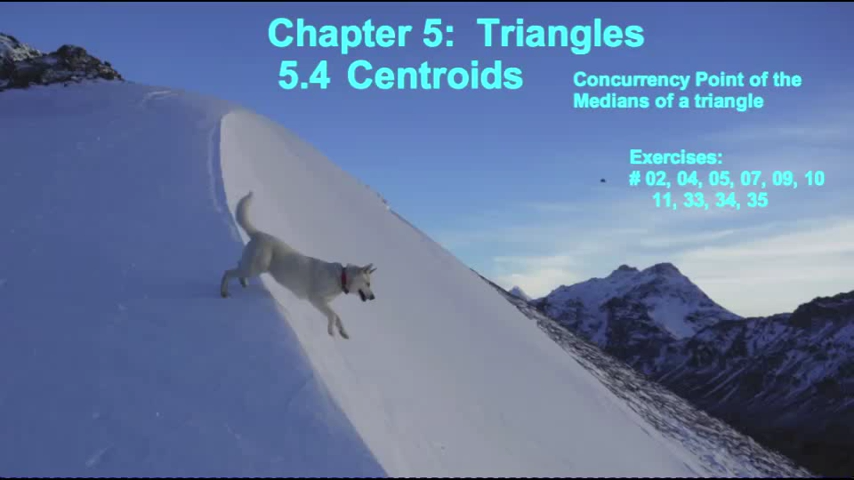 Chapter 5: Triangles
5.4 Centroids
Concurrency Point of the
Medians of a triangle
Exercises:
# 02, 04, 05, 07, 09, 10
11, 33, 34, 35